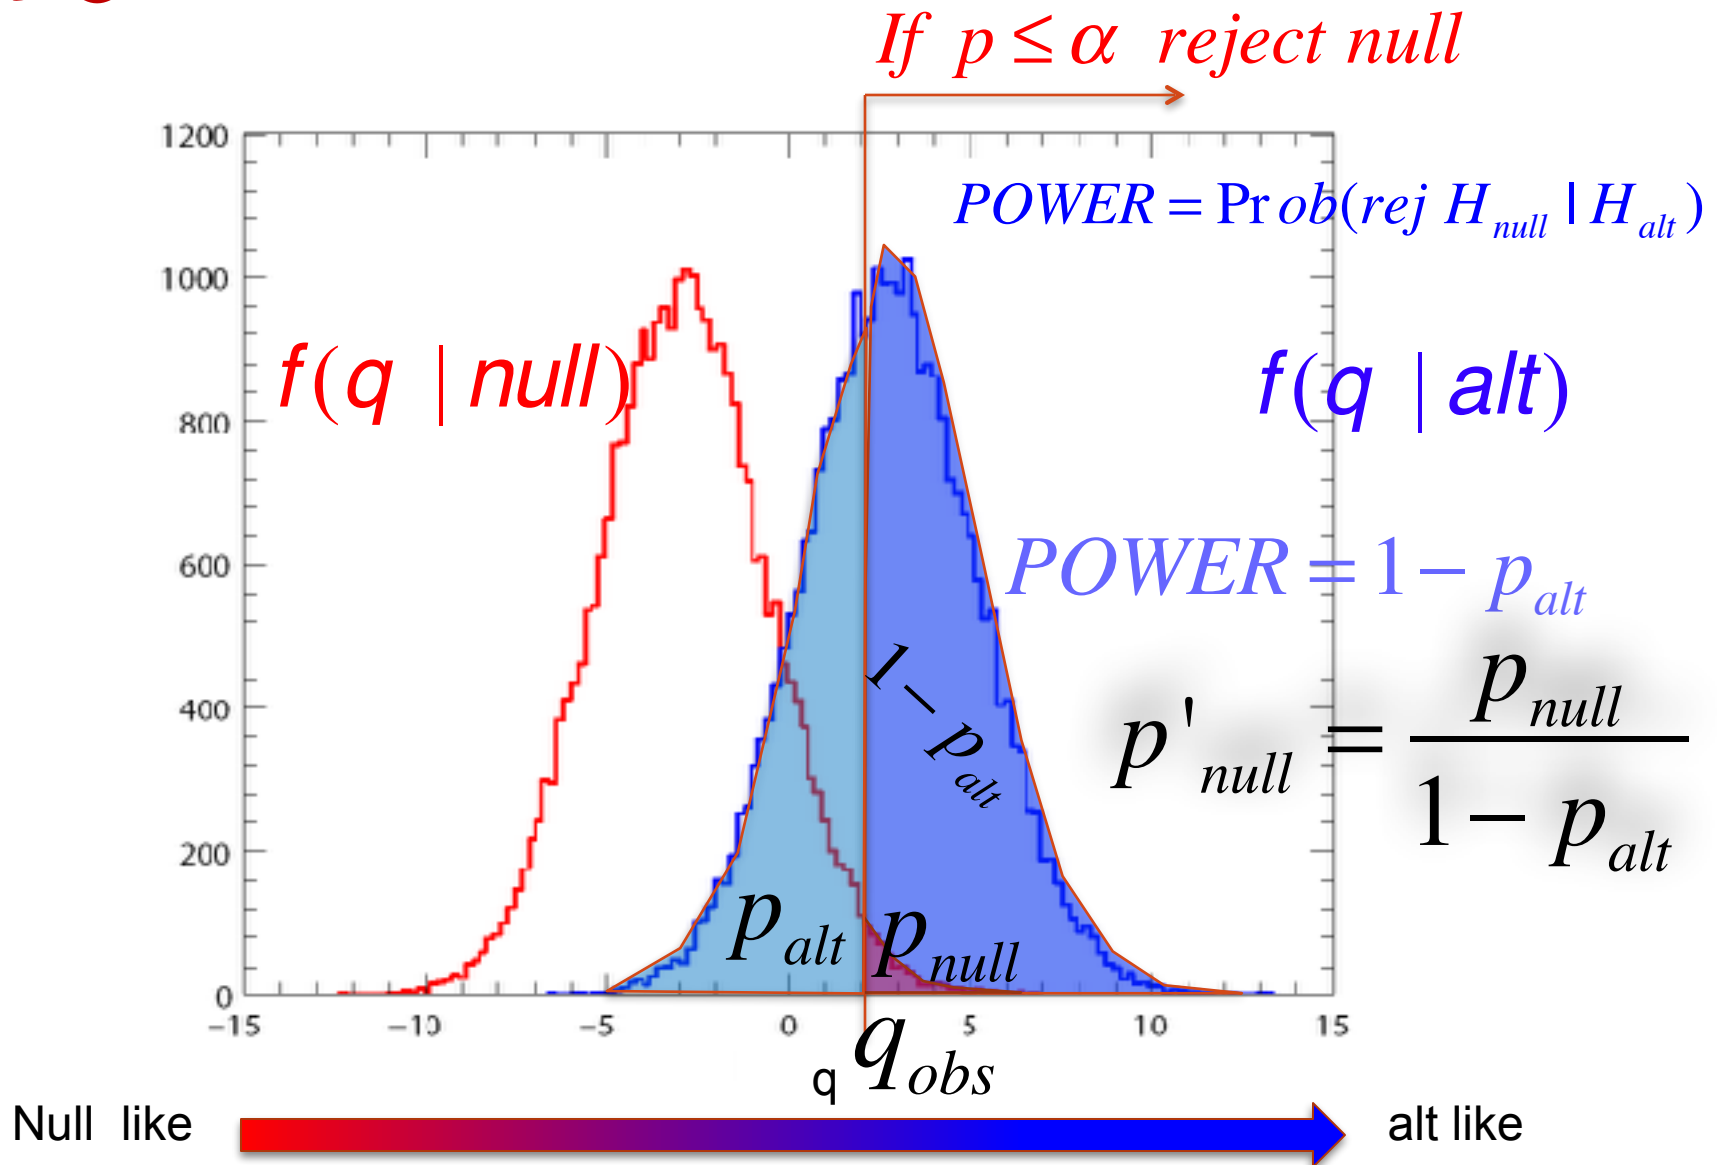 If p ≤ α reject null
1200
POWER = Prob(rej H_null | H_alt)
1000
f(q | null)
f(q | alt)
800
600
POWER = 1 − p_alt
1 − p_alt
p'_null = p_null / 1 − p_alt
400
200
p_alt p_null
0
−15 −10 −5 0 5 10 15
q q_obs
Null like
alt like